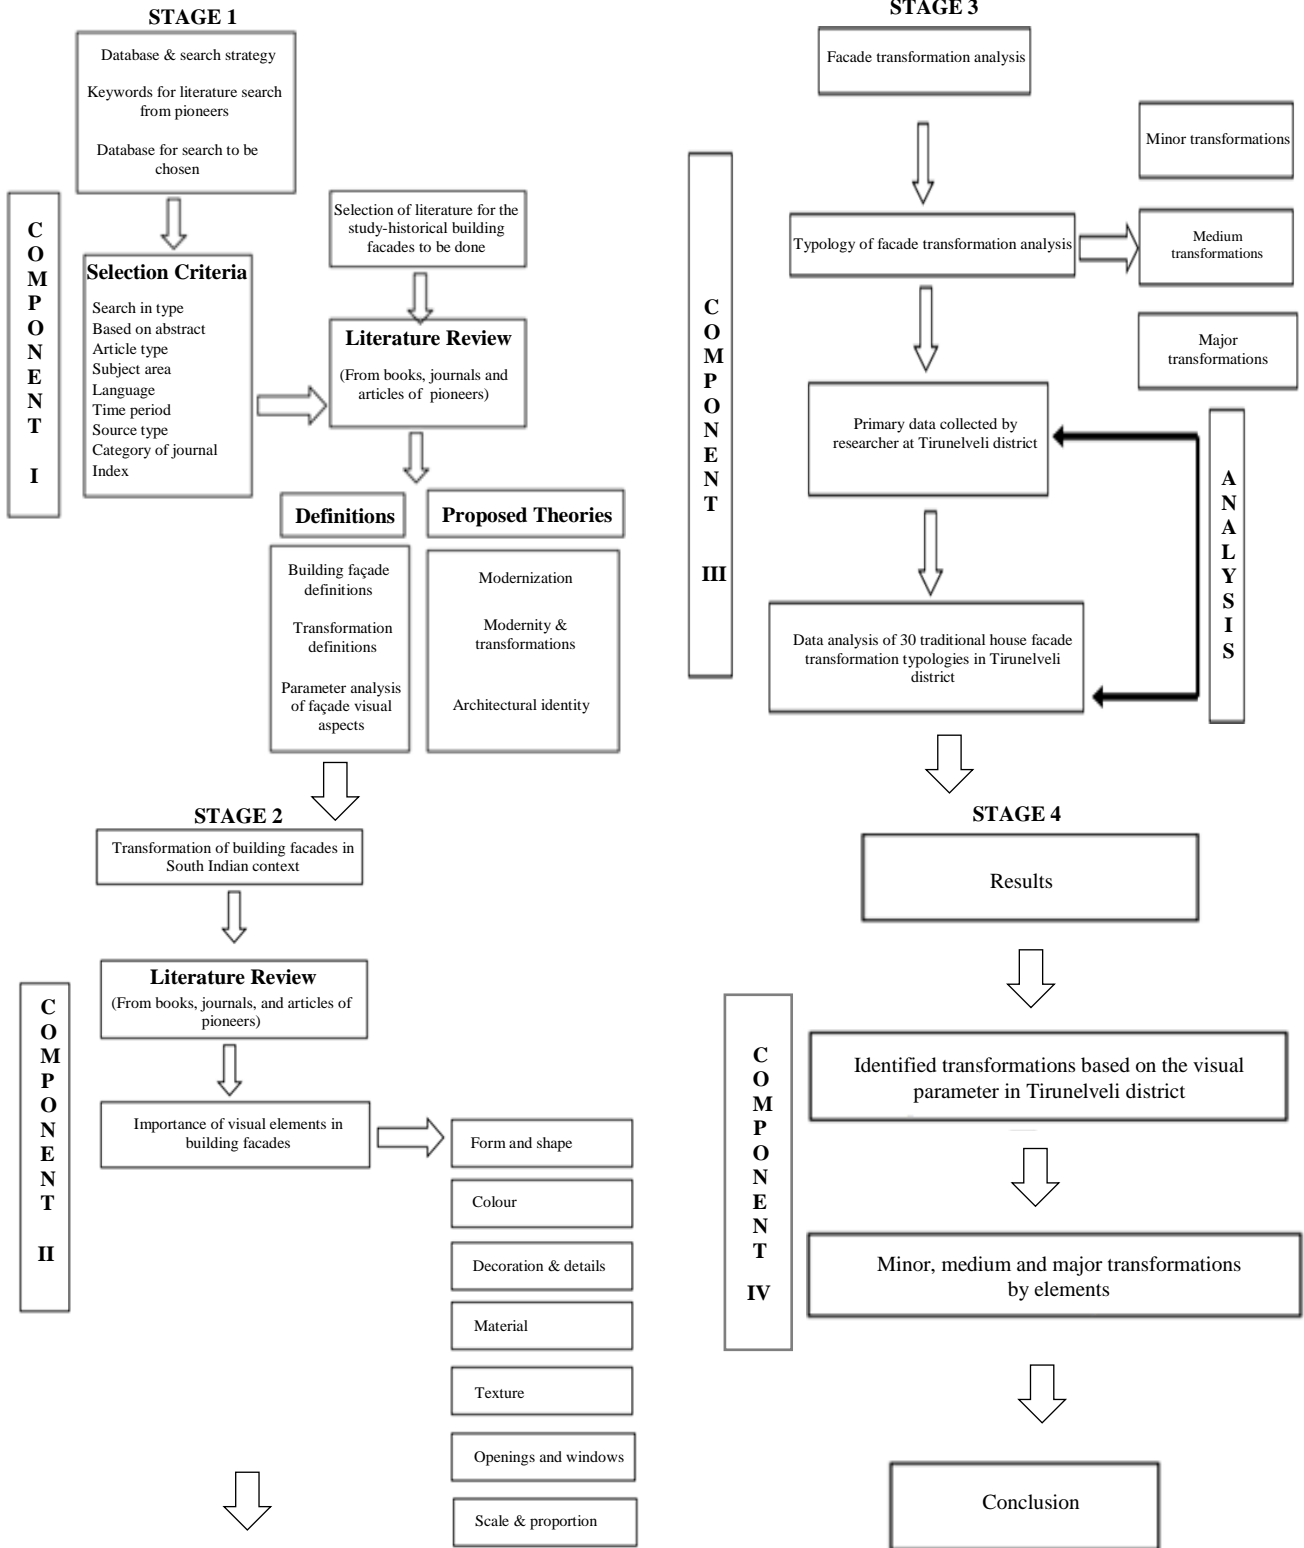 STAGE 1
Database & search strategy
Keywords for literature search
from pioneers
Database for search to be
chosen
COMPONENT I
Selection Criteria
Search in type
Based on abstract
Article type
Subject area
Language
Time period
Source type
Category of journal
Index
Selection of literature for the
study-historical building
facades to be done
Literature Review
(From books, journals and
articles of pioneers)
Definitions
Building façade
definitions
Transformation
definitions
Parameter analysis
of façade visual
aspects
Proposed Theories
Modernization
Modernity &
transformations
Architectural identity
STAGE 2
Transformation of building facades in
South Indian context
COMPONENT II
Literature Review
(From books, journals, and articles of
pioneers)
Importance of visual elements in
building facades
Form and shape
Colour
Decoration & details
Material
Texture
Openings and windows
Scale & proportion
STAGE 3
Facade transformation analysis
COMPONENT III
Typology of facade transformation analysis
Minor transformations
Medium
transformations
Major
transformations
Primary data collected by
researcher at Tirunelveli district
Data analysis of 30 traditional house facade
transformation typologies in Tirunelveli
district
ANALYSIS
STAGE 4
Results
COMPONENT IV
Identified transformations based on the visual
parameter in Tirunelveli district
Minor, medium and major transformations
by elements
Conclusion